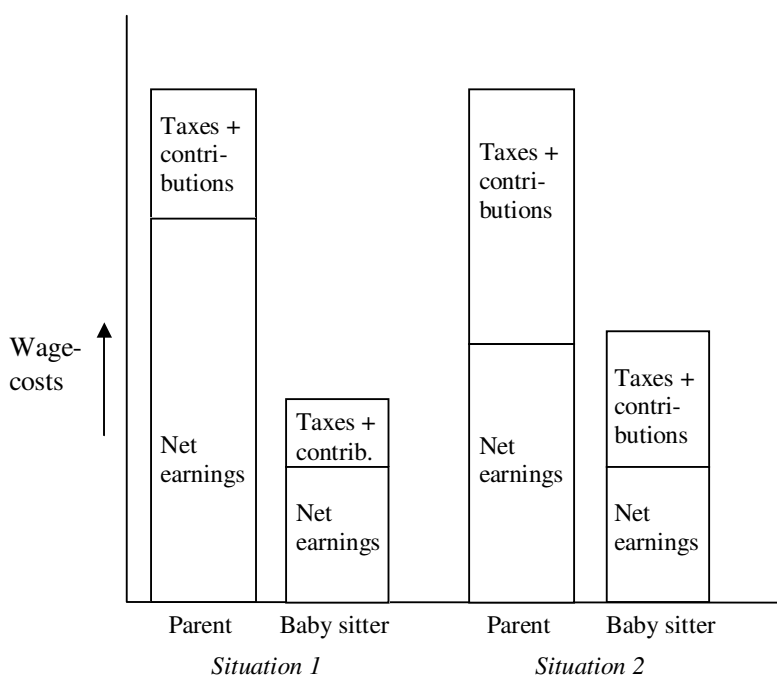 Taxes +
contri-
butions
Net
earnings
Taxes +
contrib.
Net
earnings
Taxes +
contri-
butions
Net
earnings
Taxes +
contri-
butions
Net
earnings
Wage-
costs
Parent
Baby sitter
Parent
Baby sitter
Situation 1
Situation 2